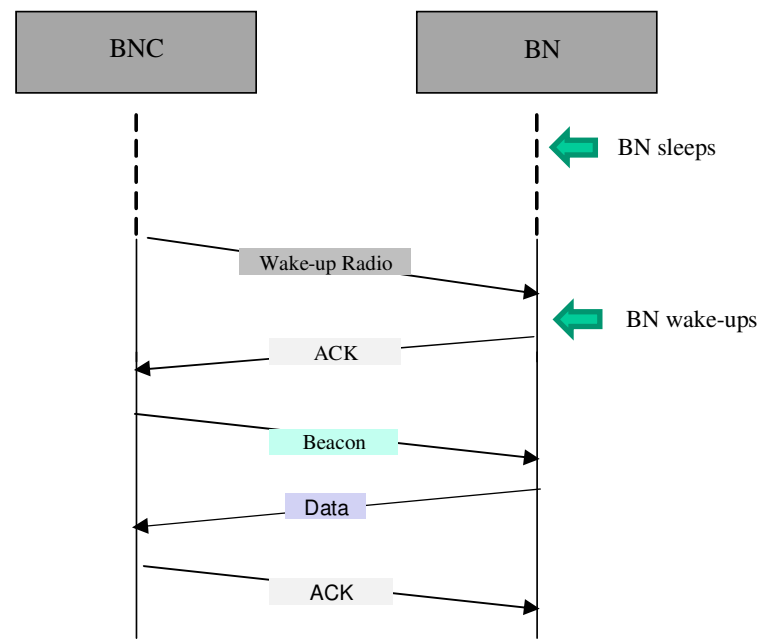 BNC
BN
BN sleeps
Wake-up Radio
BN wake-ups
ACK
Beacon
Data
ACK